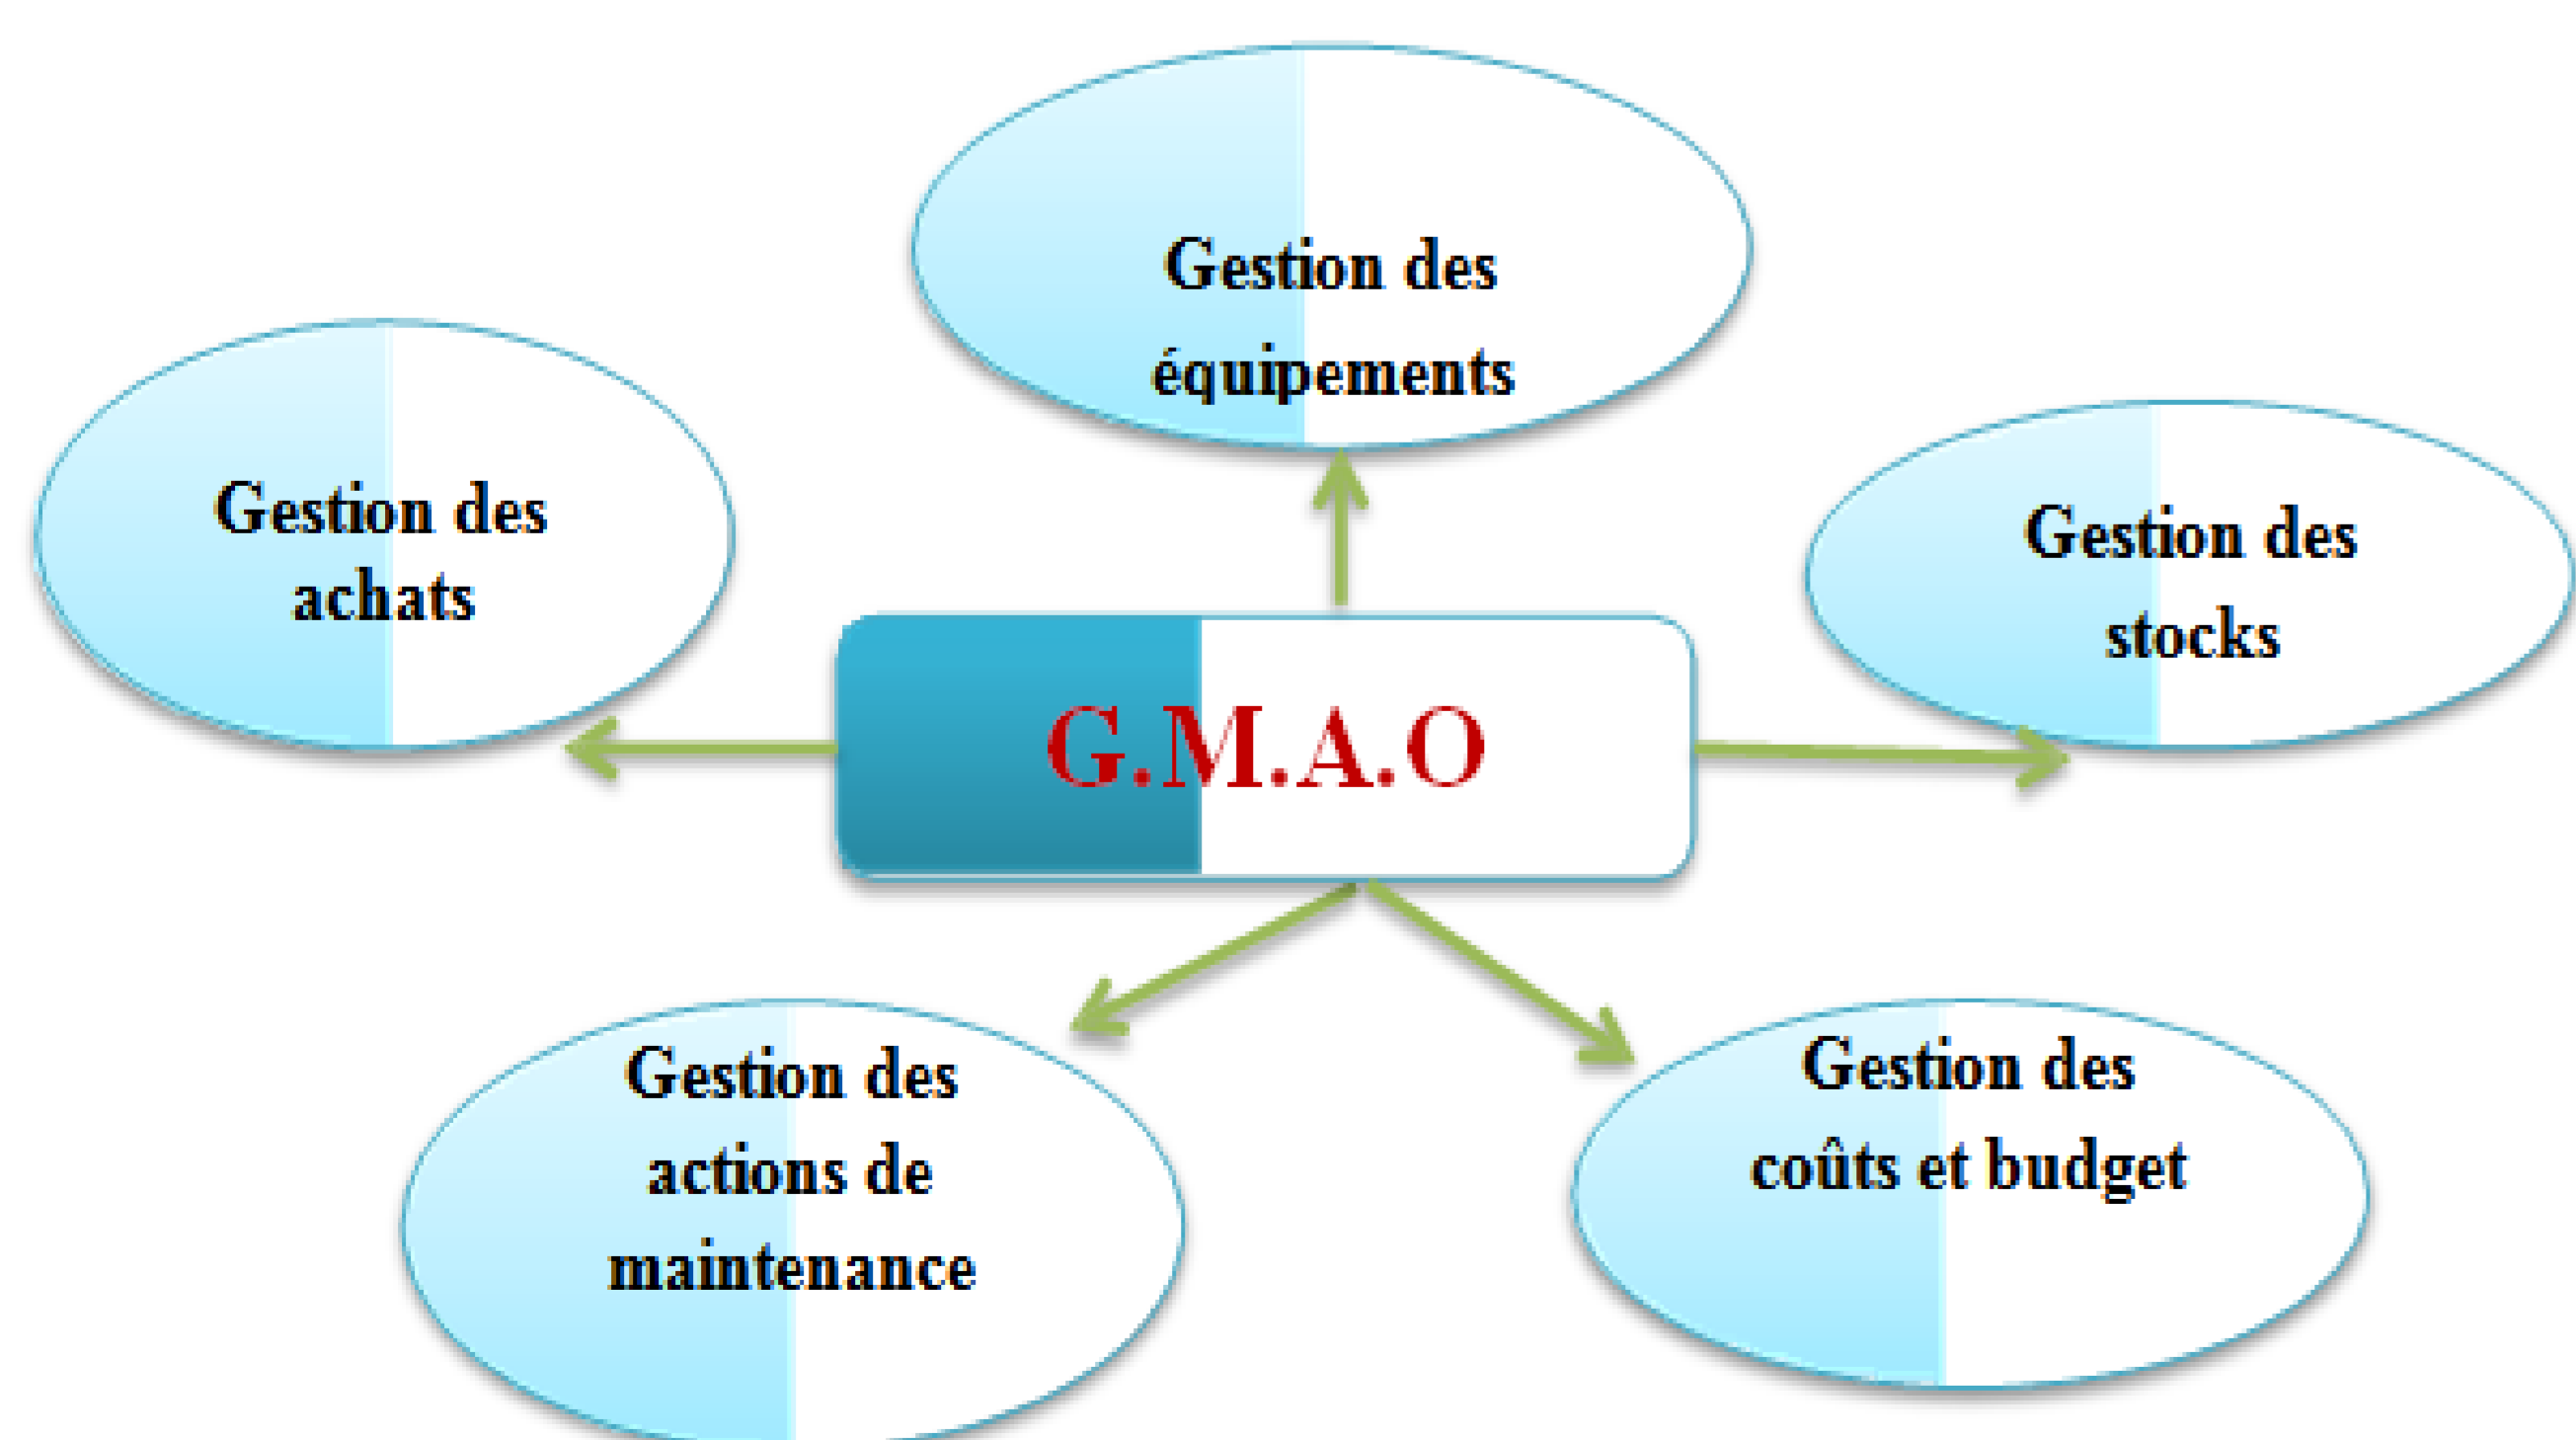 Gestion des
équipements
Gestion des
achats
Gestion des
stocks
G.M.A.O
Gestion des
actions de
maintenance
Gestion des
coûts et budget